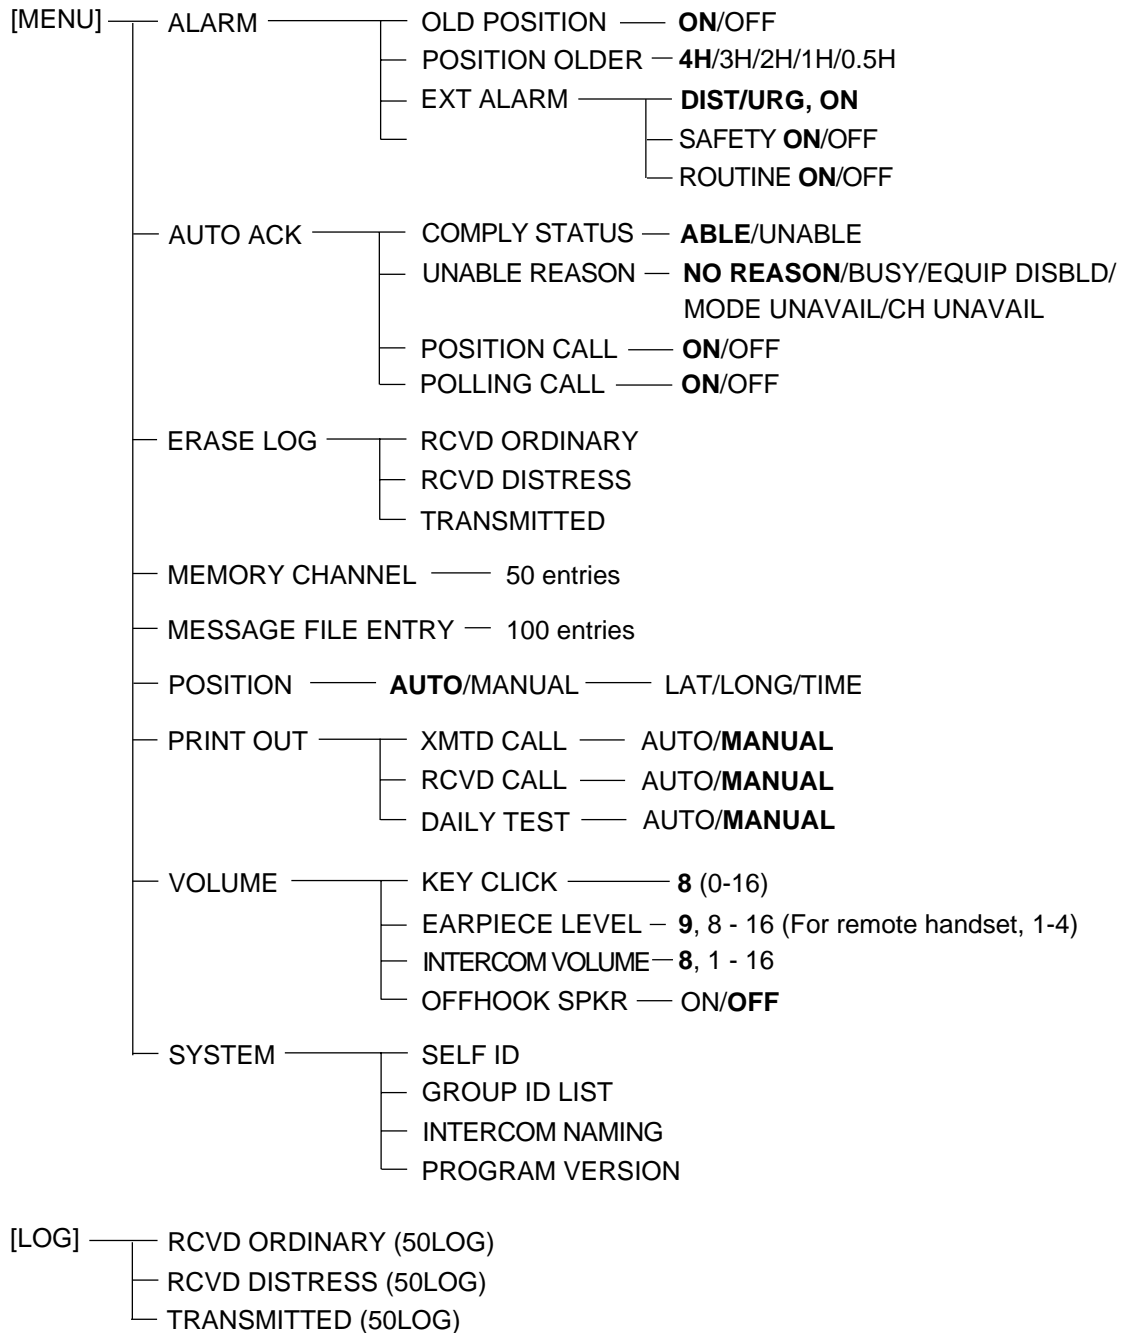 [MENU] ALARM OLD POSITION ON/OFF
POSITION OLDER 4H/3H/2H/1H/0.5H
EXT ALARM DIST/URG, ON
SAFETY ON/OFF
ROUTINE ON/OFF
AUTO ACK COMPLY STATUS ABLE/UNABLE
UNABLE REASON NO REASON/BUSY/EQUIP DISBLD/
MODE UNAVAIL/CH UNAVAIL
POSITION CALL ON/OFF
POLLING CALL ON/OFF
ERASE LOG RCVD ORDINARY
RCVD DISTRESS
TRANSMITTED
MEMORY CHANNEL 50 entries
MESSAGE FILE ENTRY 100 entries
POSITION AUTO/MANUAL LAT/LONG/TIME
PRINT OUT XMTD CALL AUTO/MANUAL
RCVD CALL AUTO/MANUAL
DAILY TEST AUTO/MANUAL
VOLUME KEY CLICK 8 (0-16)
EARPIECE LEVEL 9, 8 - 16 (For remote handset, 1-4)
INTERCOM VOLUME 8, 1 - 16
OFFHOOK SPKR ON/OFF
SYSTEM SELF ID
GROUP ID LIST
INTERCOM NAMING
PROGRAM VERSION
[LOG] RCVD ORDINARY (50LOG)
RCVD DISTRESS (50LOG)
TRANSMITTED (50LOG)